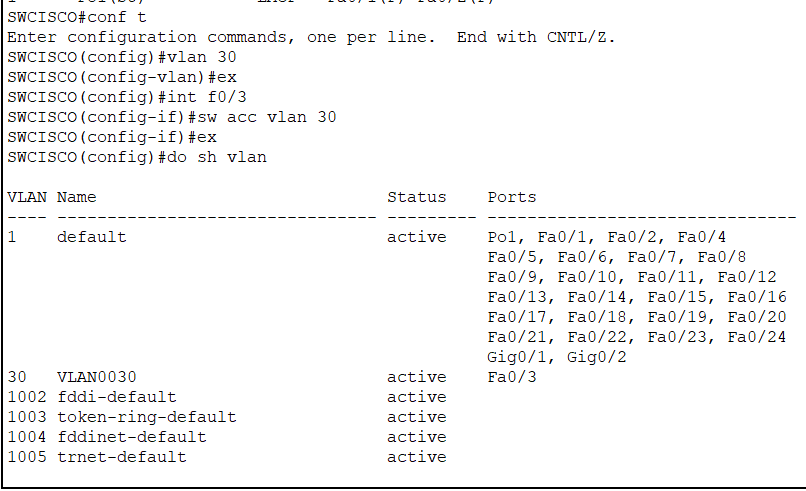 SWCISCO#conf t
Enter configuration commands, one per line.  End with CNTL/Z.
SWCISCO(config)#vlan 30
SWCISCO(config-vlan)#ex
SWCISCO(config)#int f0/3
SWCISCO(config-if)#sw acc vlan 30
SWCISCO(config-if)#ex
SWCISCO(config)#do sh vlan
VLAN Name                             Status    Ports
---- -------------------------------- --------- -------------------------------
1    default                          active    Po1, Fa0/1, Fa0/2, Fa0/4
                                                Fa0/5, Fa0/6, Fa0/7, Fa0/8
                                                Fa0/9, Fa0/10, Fa0/11, Fa0/12
                                                Fa0/13, Fa0/14, Fa0/15, Fa0/16
                                                Fa0/17, Fa0/18, Fa0/19, Fa0/20
                                                Fa0/21, Fa0/22, Fa0/23, Fa0/24
                                                Gig0/1, Gig0/2
30   VLAN0030                         active    Fa0/3
1002 fddi-default                     active
1003 token-ring-default               active
1004 fddinet-default                  active
1005 trnet-default                    active